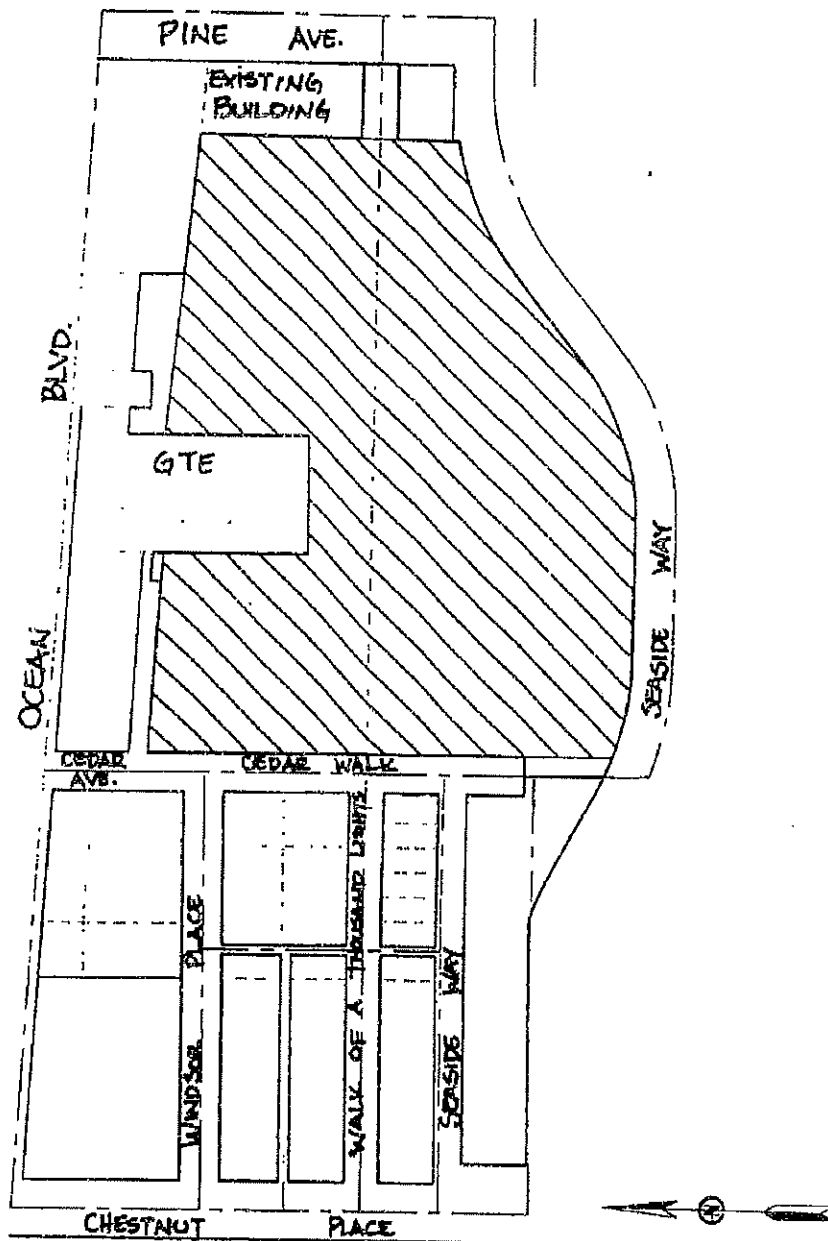 PINE AVE.
EXISTING
BUILDING
OCEAN BLVD.
GTE
SEASIDE WAY
CEDAR
AVE.
CEDAR WALK
WINDSOR PLACE
WALK OF A THOUSAND LIGHTS
SEASIDE WAY
CHESTNUT PLACE
N